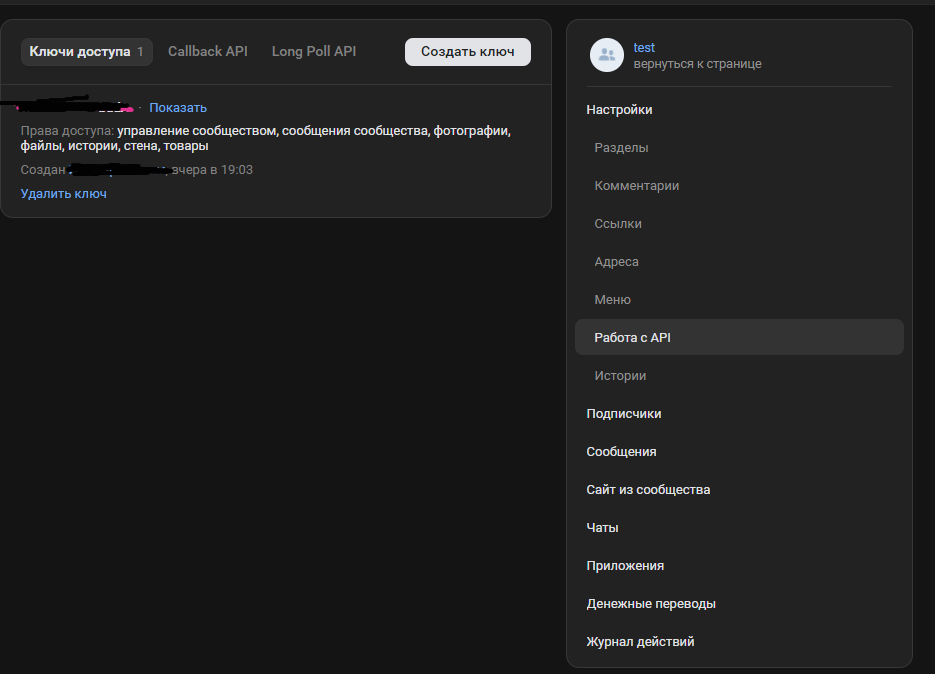 Ключи доступа 1
Callback API
Long Poll API
Создать ключ
· Показать
Права доступа: управление сообществом, сообщения сообщества, фотографии,
файлы, истории, стена, товары
Создан , вчера в 19:03
Удалить ключ
test
вернуться к странице
Настройки
Разделы
Комментарии
Ссылки
Адреса
Меню
Работа с API
Истории
Подписчики
Сообщения
Сайт из сообщества
Чаты
Приложения
Денежные переводы
Журнал действий